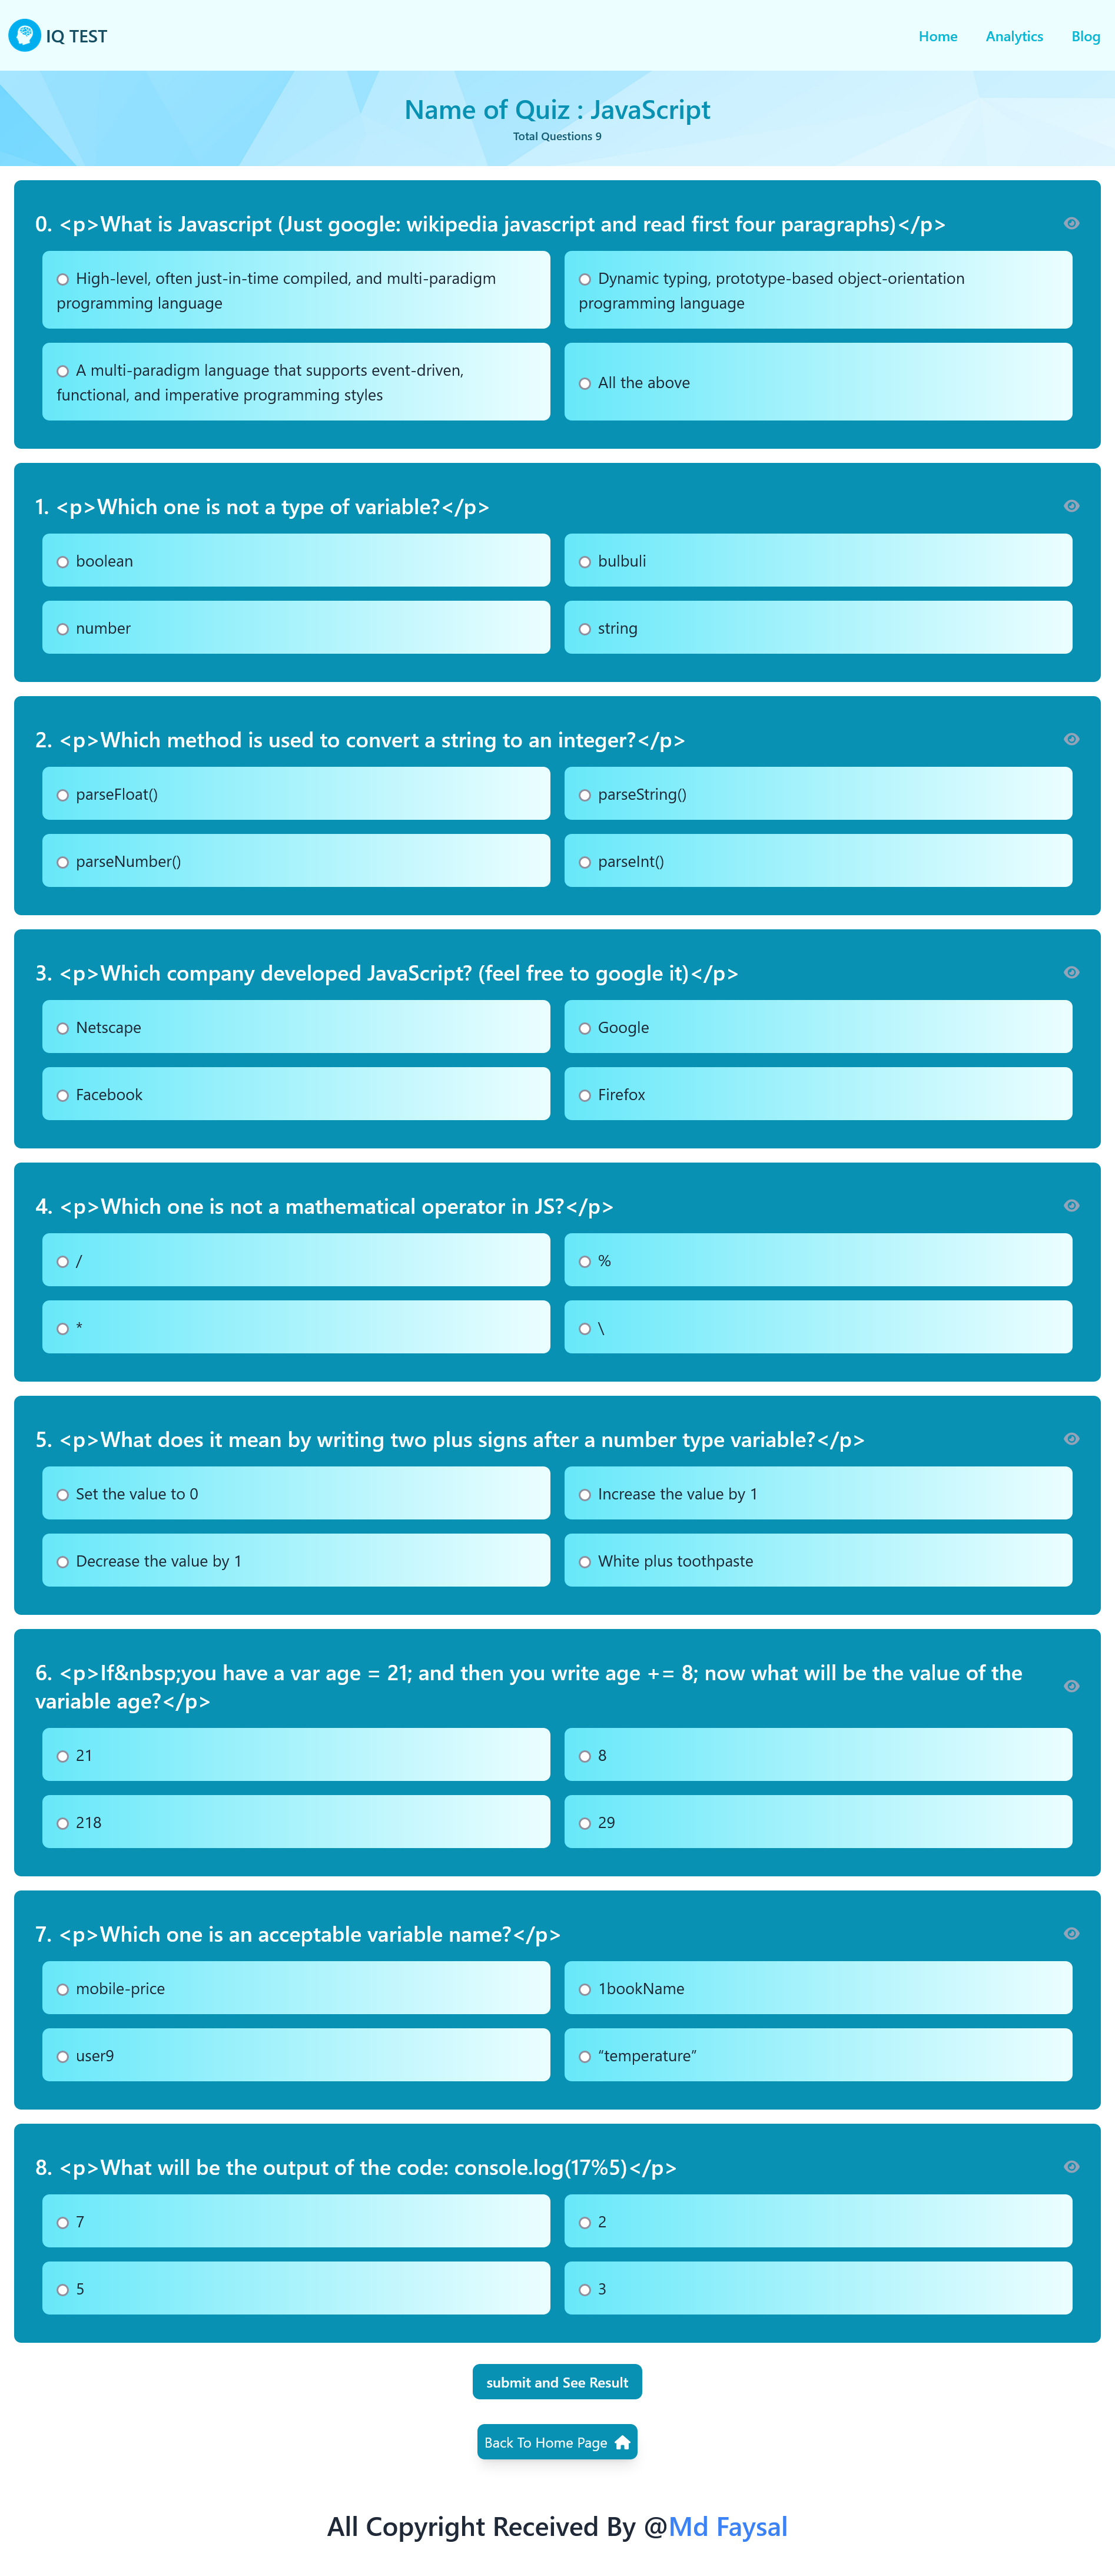 IQ TEST
Home
Analytics
Blog
Name of Quiz : JavaScript
Total Questions 9
0. <p>What is Javascript (Just google: wikipedia javascript and read first four paragraphs)</p>
High-level, often just-in-time compiled, and multi-paradigm
programming language
Dynamic typing, prototype-based object-orientation
programming language
A multi-paradigm language that supports event-driven,
functional, and imperative programming styles
All the above
1. <p>Which one is not a type of variable?</p>
boolean
bulbuli
number
string
2. <p>Which method is used to convert a string to an integer?</p>
parseFloat()
parseString()
parseNumber()
parseInt()
3. <p>Which company developed JavaScript? (feel free to google it)</p>
Netscape
Google
Facebook
Firefox
4. <p>Which one is not a mathematical operator in JS?</p>
/
%
*
\
5. <p>What does it mean by writing two plus signs after a number type variable?</p>
Set the value to 0
Increase the value by 1
Decrease the value by 1
White plus toothpaste
6. <p>If&nbsp;you have a var age = 21; and then you write age += 8; now what will be the value of the
variable age?</p>
21
8
218
29
7. <p>Which one is an acceptable variable name?</p>
mobile-price
1bookName
user9
“temperature”
8. <p>What will be the output of the code: console.log(17%5)</p>
7
2
5
3
submit and See Result
Back To Home Page
All Copyright Received By @Md Faysal